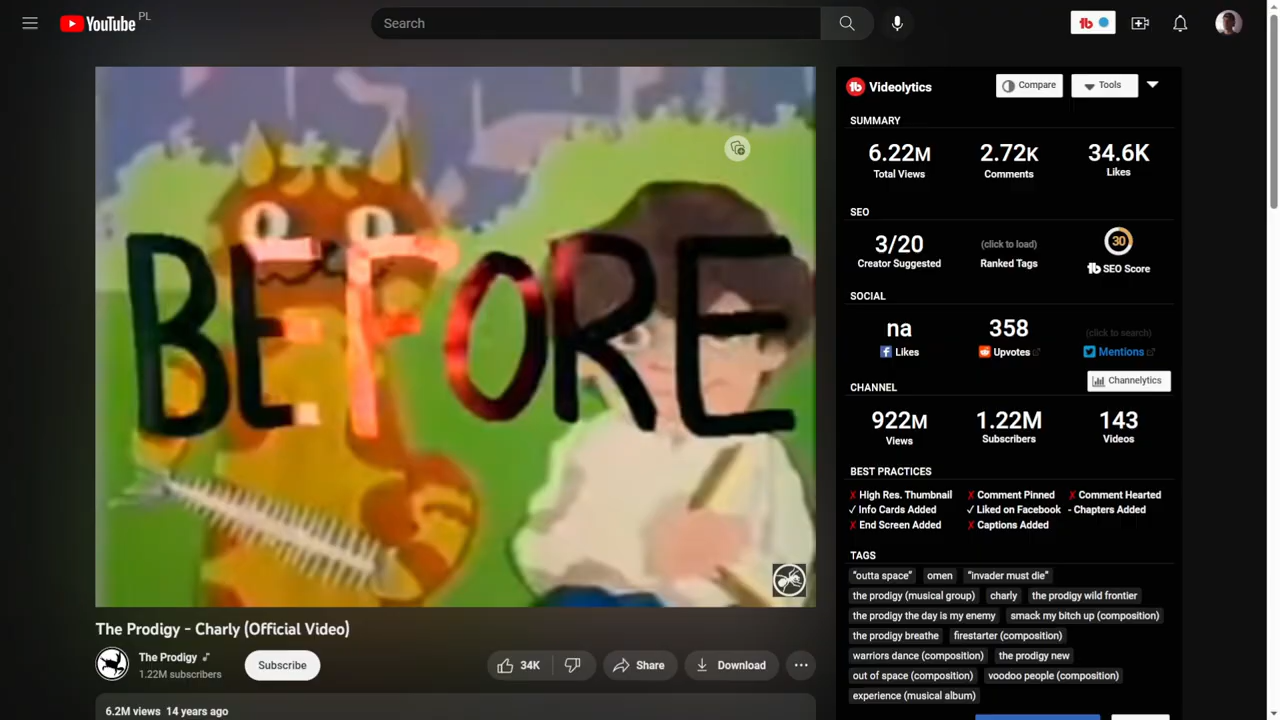 YouTube PL
Search
tb
BEFORE
The Prodigy - Charly (Official Video)
The Prodigy
1.22M subscribers
Subscribe
34K
Share
Download
6.2M views 14 years ago
tb Videolytics
Compare
Tools
SUMMARY
6.22M 2.72K 34.6K
Total Views Comments Likes
SEO
3/20 (click to load) 30
Creator Suggested Ranked Tags tb SEO Score
SOCIAL
na 358 (click to search)
Likes Upvotes Mentions
CHANNEL Channelytics
922M 1.22M 143
Views Subscribers Videos
BEST PRACTICES
✗ High Res. Thumbnail ✗ Comment Pinned ✗ Comment Hearted
✓ Info Cards Added ✓ Liked on Facebook - Chapters Added
✗ End Screen Added ✗ Captions Added
TAGS
"outta space" omen "invader must die"
the prodigy (musical group) charly the prodigy wild frontier
the prodigy the day is my enemy smack my bitch up (composition)
the prodigy breathe firestarter (composition)
warriors dance (composition) the prodigy new
out of space (composition) voodoo people (composition)
experience (musical album)